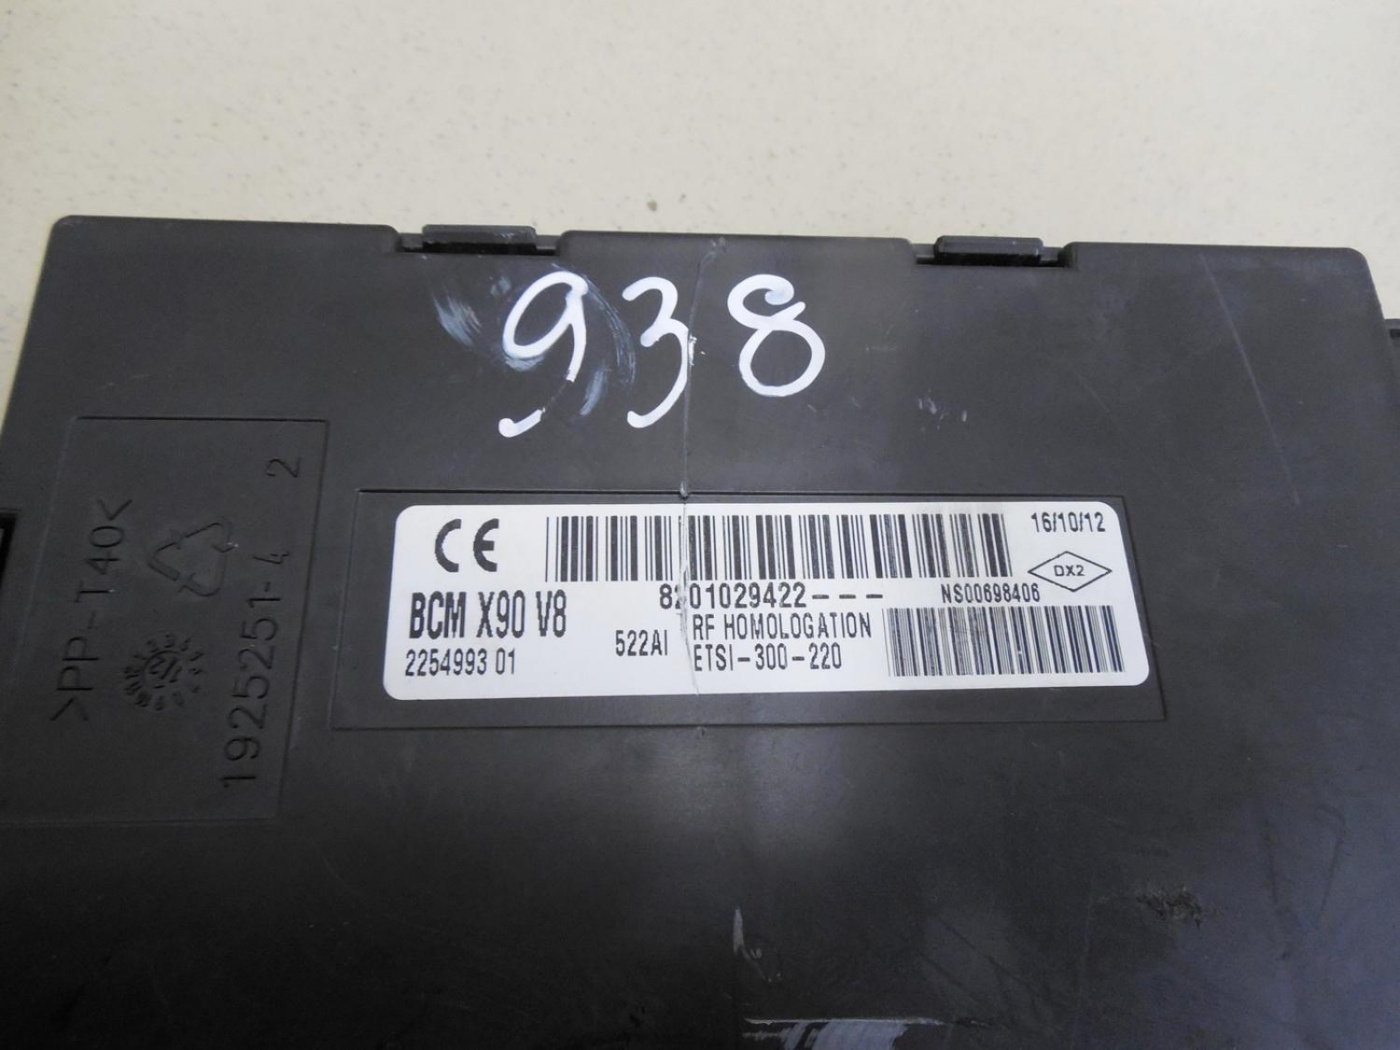 938
>PP-T40<
1925251-4 2
CE
16/10/12
DX2
8201029422---
NS00698406
BCM X90 V8
522AI
RF HOMOLOGATION
2254993 01
ETSI-300-220